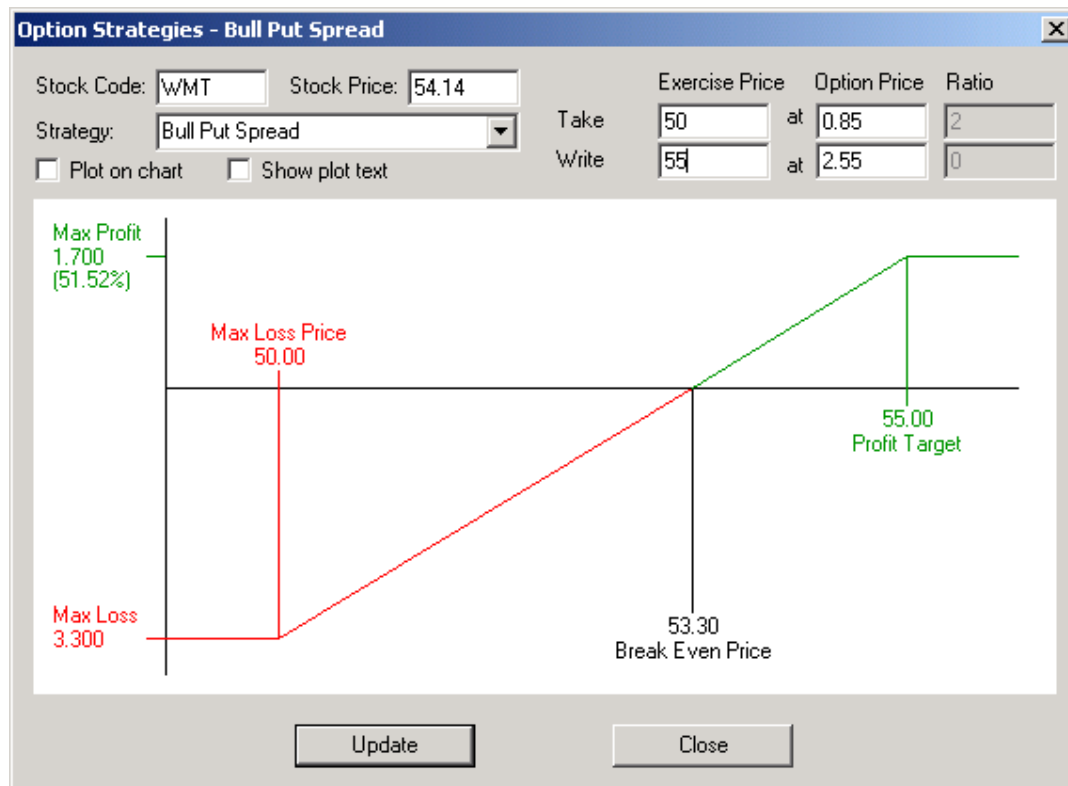 Option Strategies - Bull Put Spread
Stock Code: WMT Stock Price: 54.14
Exercise Price Option Price Ratio
Take 50 at 0.85 2
Strategy: Bull Put Spread
Write 55 at 2.55 0
Plot on chart Show plot text
Max Profit
1.700
(51.52%)
Max Loss Price
50.00
55.00
Profit Target
Max Loss
3.300
53.30
Break Even Price
Update Close